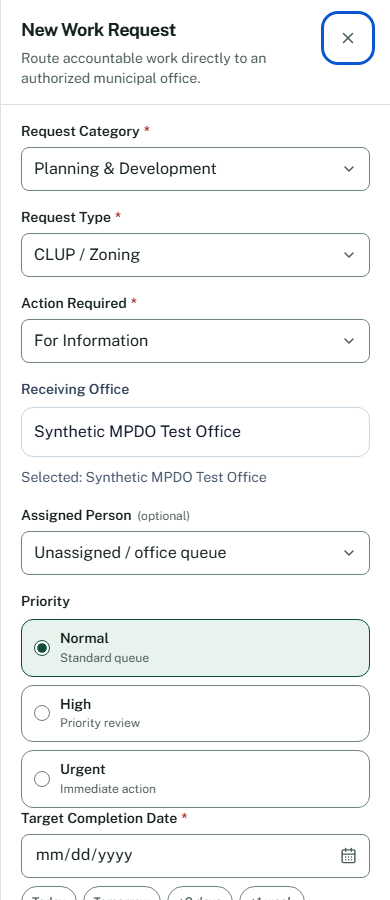 New Work Request
Route accountable work directly to an
authorized municipal office.
Request Category *
Planning & Development
Request Type *
CLUP / Zoning
Action Required *
For Information
Receiving Office
Synthetic MPDO Test Office
Selected: Synthetic MPDO Test Office
Assigned Person (optional)
Unassigned / office queue
Priority
Normal
Standard queue
High
Priority review
Urgent
Immediate action
Target Completion Date *
mm/dd/yyyy